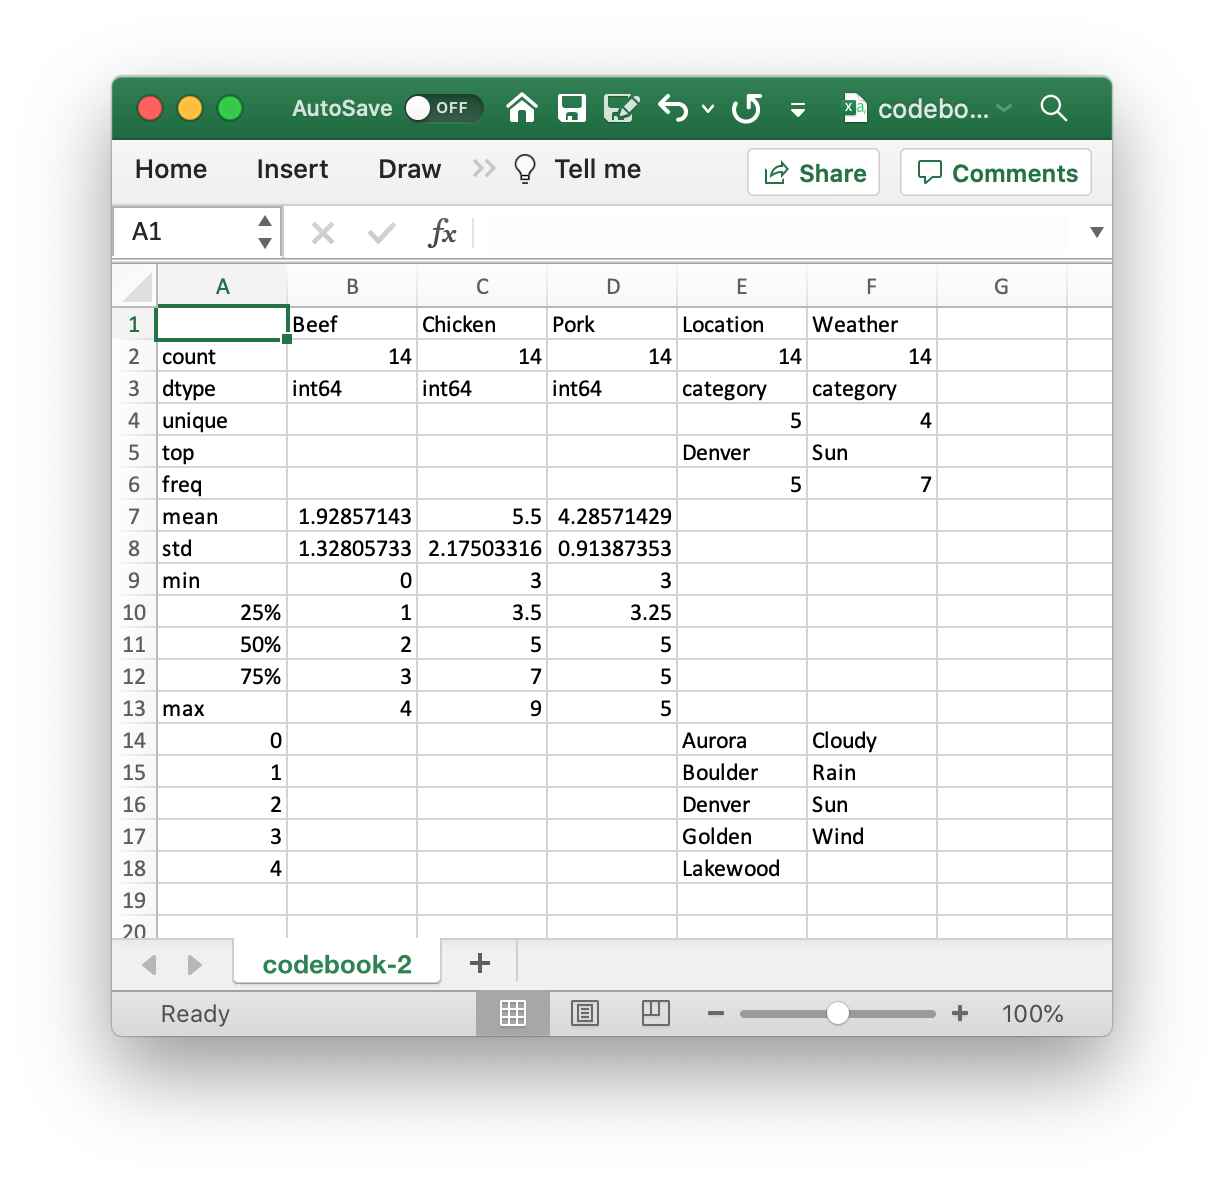 AutoSave OFF codebo...
Home Insert Draw Tell me Share Comments
A1 fx
A B C D E F G
1 Beef Chicken Pork Location Weather
2 count 14 14 14 14 14
3 dtype int64 int64 int64 category category
4 unique 5 4
5 top Denver Sun
6 freq 5 7
7 mean 1.92857143 5.5 4.28571429
8 std 1.32805733 2.17503316 0.91387353
9 min 0 3 3
10 25% 1 3.5 3.25
11 50% 2 5 5
12 75% 3 7 5
13 max 4 9 5
14 0 Aurora Cloudy
15 1 Boulder Rain
16 2 Denver Sun
17 3 Golden Wind
18 4 Lakewood
19
20
codebook-2 +
Ready 100%